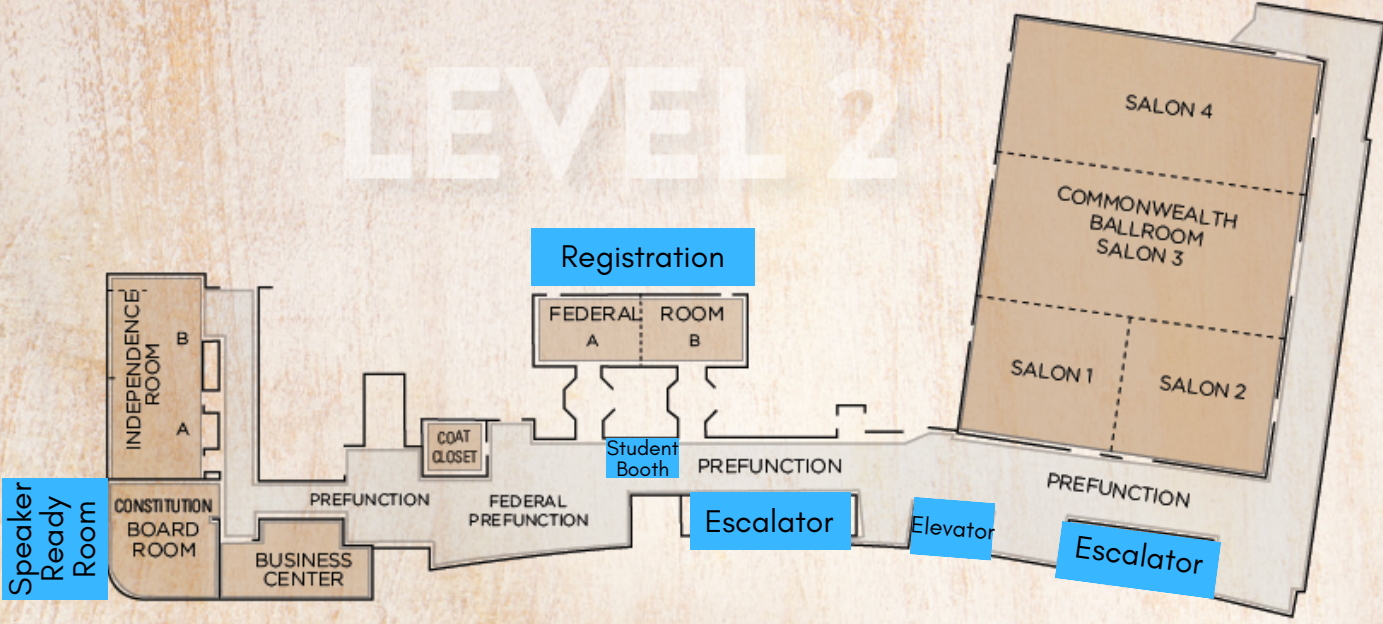 LEVEL 2
SALON 4
COMMONWEALTH
BALLROOM
SALON 3
SALON 1
SALON 2
Registration
FEDERAL ROOM
A B
INDEPENDENCE
ROOM
B
A
COAT
CLOSET
Student
Booth
PREFUNCTION
PREFUNCTION
FEDERAL
PREFUNCTION
PREFUNCTION
Speaker
Ready
Room
CONSTITUTION
BOARD
ROOM
BUSINESS
CENTER
Escalator
Elevator
Escalator